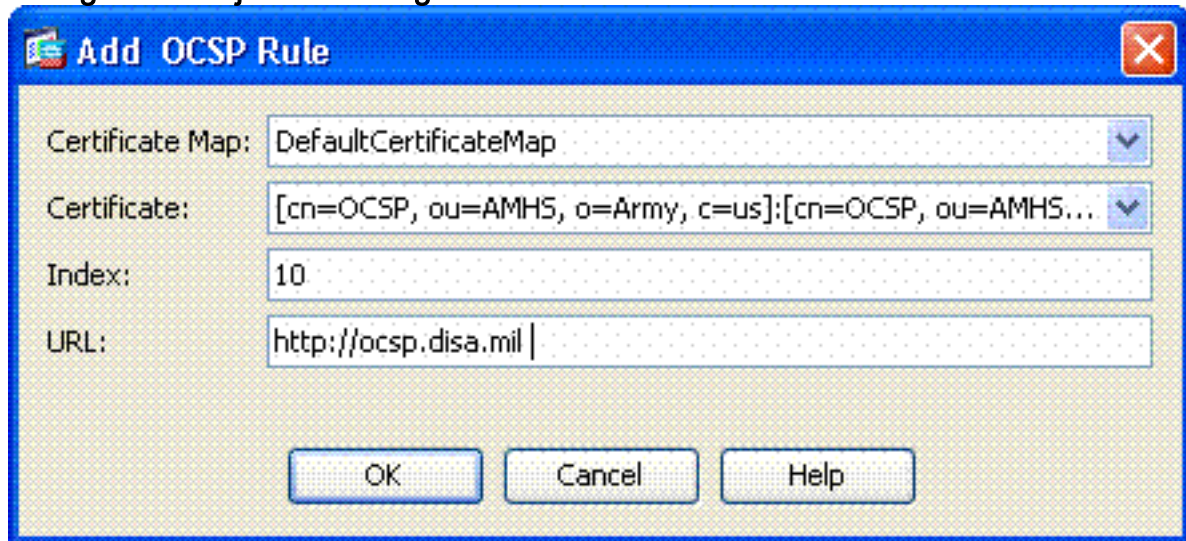 Add OCSP Rule
Certificate Map: DefaultCertificateMap
Certificate: [cn=OCSP, ou=AMHS, o=Army, c=us]:[cn=OCSP, ou=AMHS...
Index: 10
URL: http://ocsp.disa.mil
OK Cancel Help